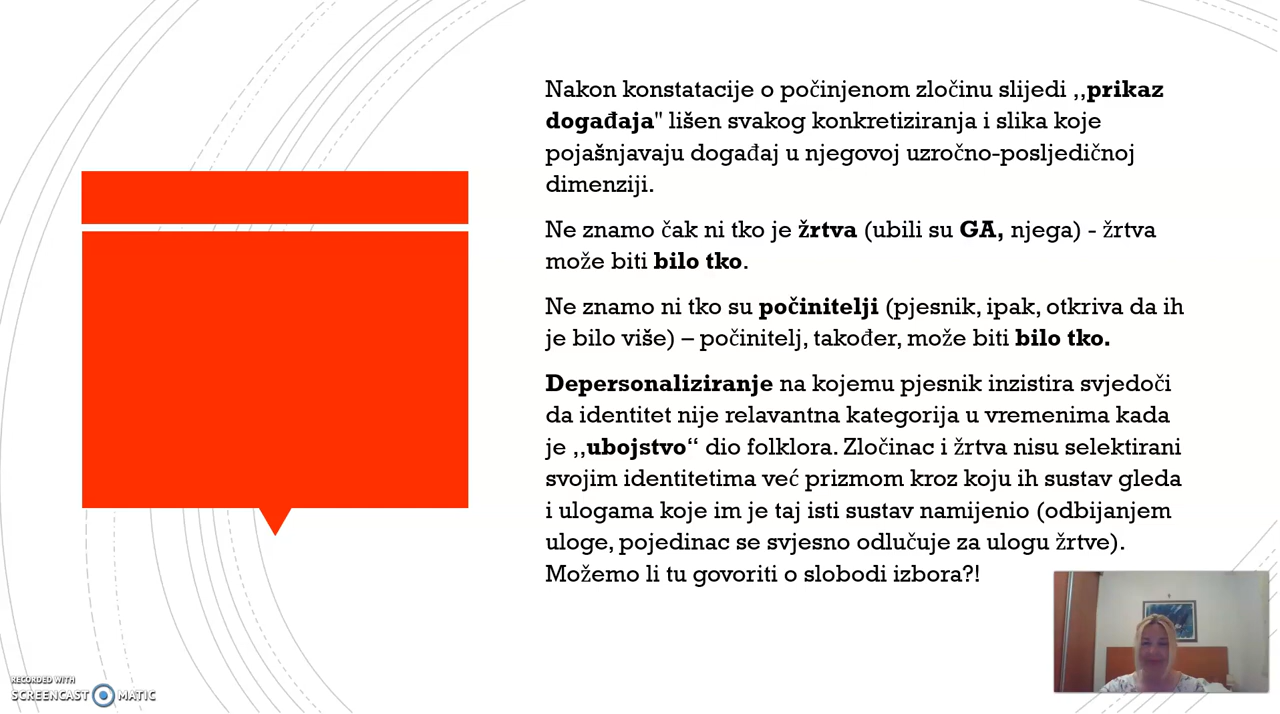 Nakon konstatacije o počinjenom zločinu slijedi ,,prikaz
događaja" lišen svakog konkretiziranja i slika koje
pojašnjavaju događaj u njegovoj uzročno-posljedičnoj
dimenziji.
Ne znamo čak ni tko je žrtva (ubili su GA, njega) - žrtva
može biti bilo tko.
Ne znamo ni tko su počinitelji (pjesnik, ipak, otkriva da ih
je bilo više) – počinitelj, također, može biti bilo tko.
Depersonaliziranje na kojemu pjesnik inzistira svjedoči
da identitet nije relavantna kategorija u vremenima kada
je ,,ubojstvo“ dio folklora. Zločinac i žrtva nisu selektirani
svojim identitetima već prizmom kroz koju ih sustav gleda
i ulogama koje im je taj isti sustav namijenio (odbijanjem
uloge, pojedinac se svjesno odlučuje za ulogu žrtve).
Možemo li tu govoriti o slobodi izbora?!
RECORDED WITH
SCREENCAST MATIC